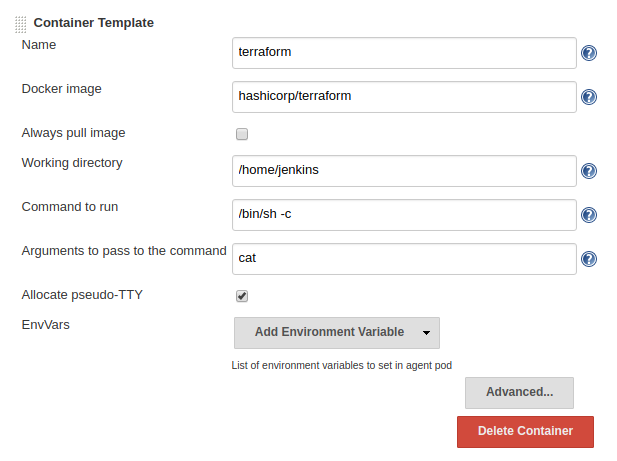 Container Template
Name
terraform
Docker image
hashicorp/terraform
Always pull image
Working directory
/home/jenkins
Command to run
/bin/sh -c
Arguments to pass to the command
cat
Allocate pseudo-TTY
EnvVars
Add Environment Variable
List of environment variables to set in agent pod
Advanced...
Delete Container